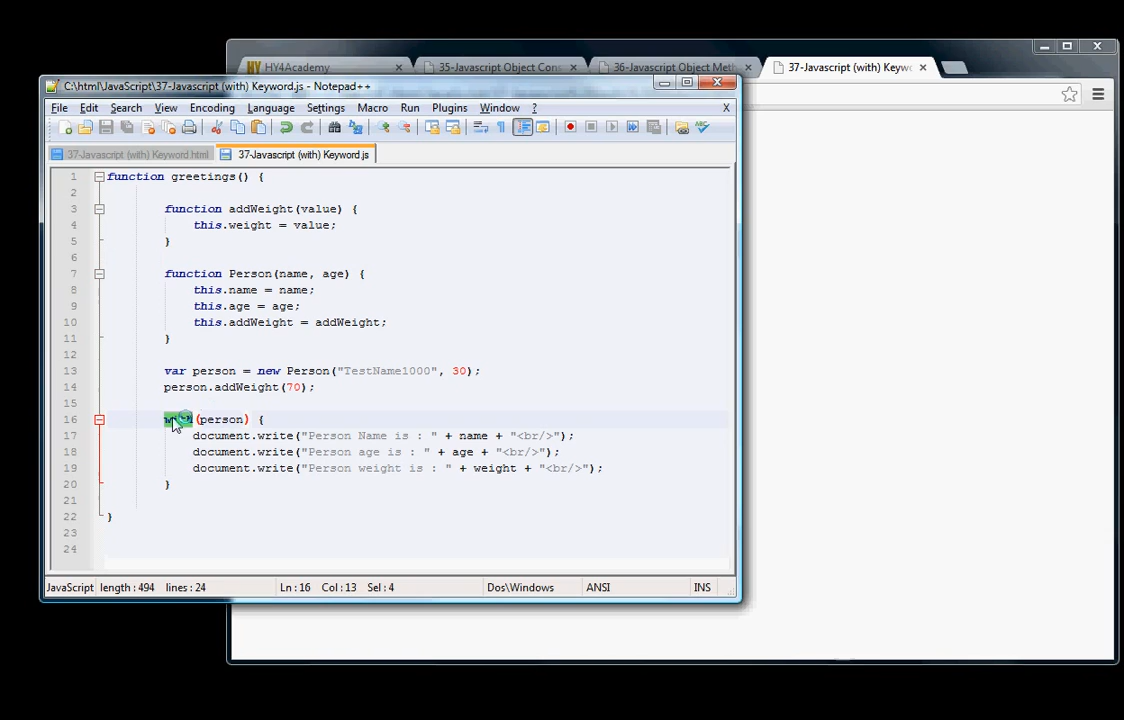 HY4Academy
35-Javascript Object Cons
36-Javascript Object Meth
37-Javascript (with) Keywo
C:\html\JavaScript\37-Javascript (with) Keyword.js - Notepad++
File Edit Search View Encoding Language Settings Macro Run Plugins Window ? X
37-Javascript (with) Keyword.html 37-Javascript (with) Keyword.js
1 function greetings() {
2
3 function addWeight(value) {
4 this.weight = value;
5 }
6
7 function Person(name, age) {
8 this.name = name;
9 this.age = age;
10 this.addWeight = addWeight;
11 }
12
13 var person = new Person("TestName1000", 30);
14 person.addWeight(70);
15
16 with(person) {
17 document.write("Person Name is : " + name + "<br/>");
18 document.write("Person age is : " + age + "<br/>");
19 document.write("Person weight is : " + weight + "<br/>");
20 }
21
22 }
23
24
JavaScript length : 494 lines : 24 Ln : 16 Col : 13 Sel : 4 Dos\Windows ANSI INS